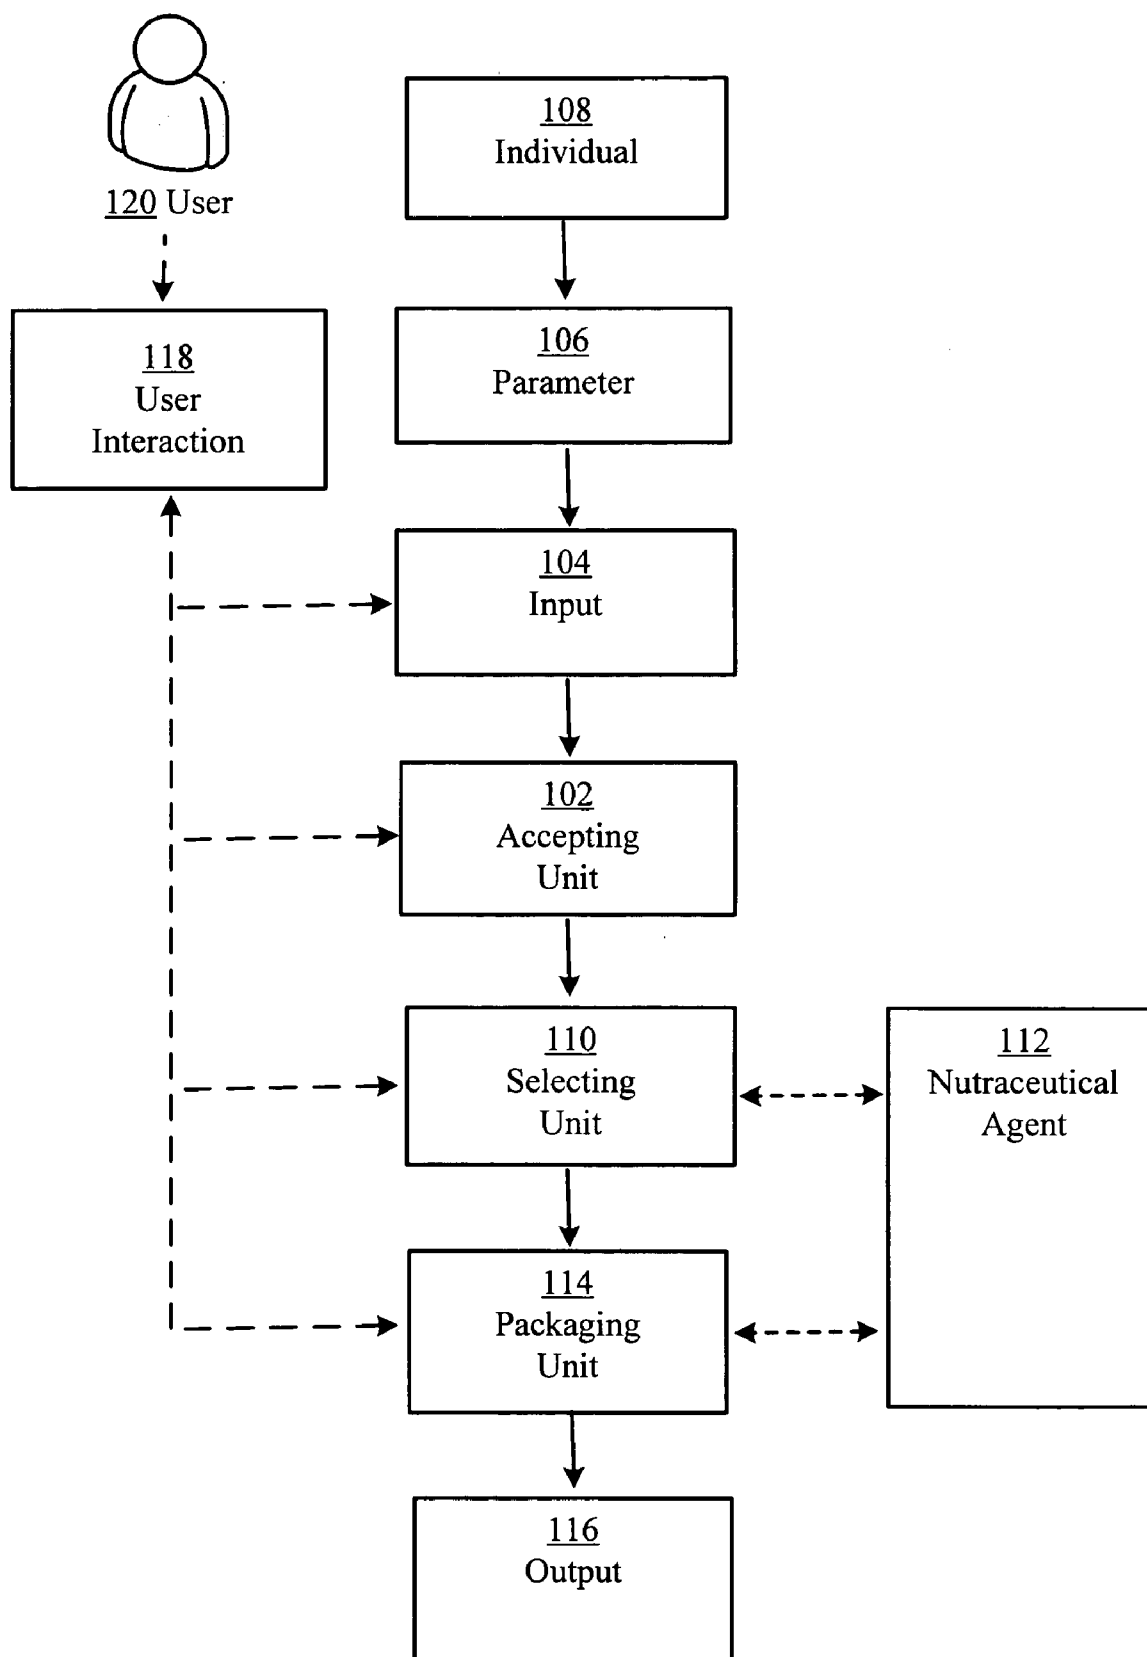 120 User
108
Individual
118
User
Interaction
106
Parameter
104
Input
102
Accepting
Unit
110
Selecting
Unit
112
Nutraceutical
Agent
114
Packaging
Unit
116
Output